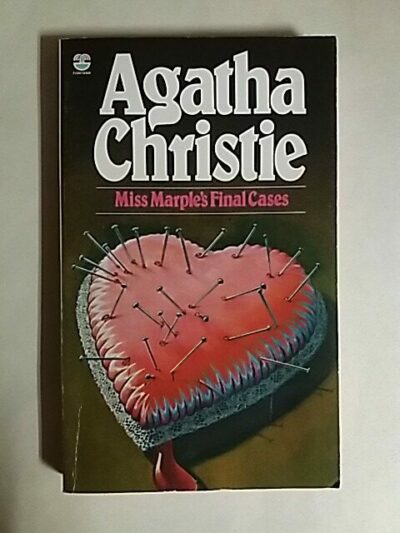 Agatha
Christie
Miss Marple's Final Cases